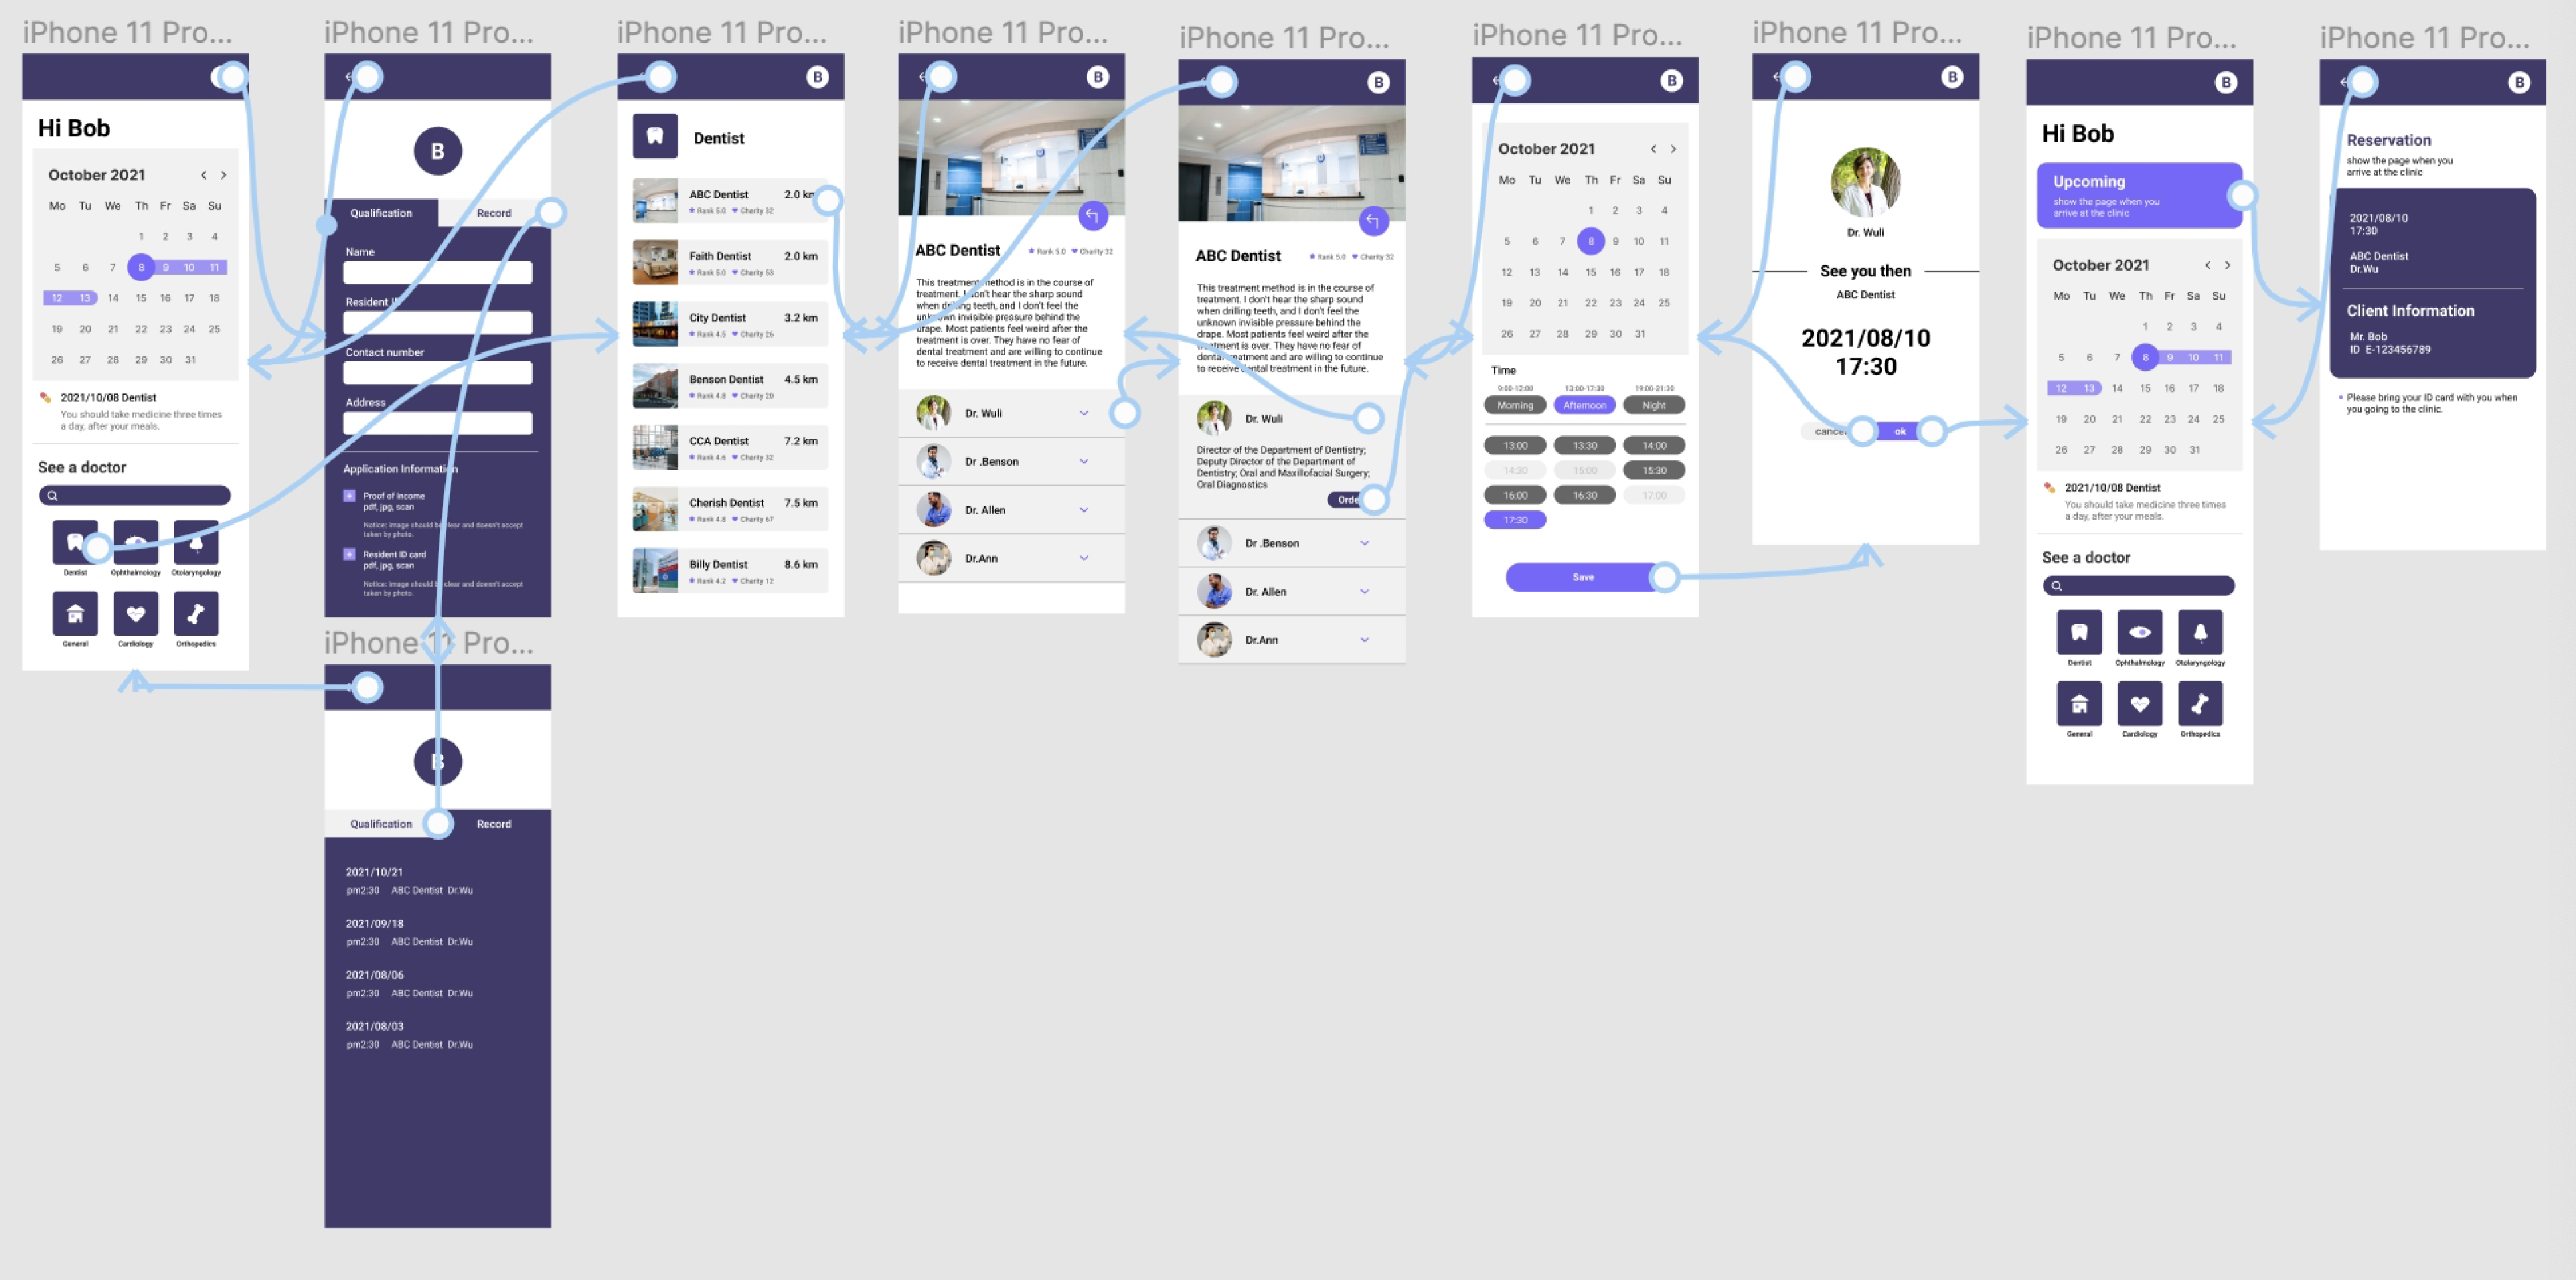 iPhone 11 Pro...
Hi Bob
October 2021
Mo Tu We Th Fr Sa Su
1 2 3 4
5 6 7 8 9 10 11
12 13 14 15 16 17 18
19 20 21 22 23 24 25
26 27 28 29 30 31
2021/10/08 Dentist
You should take medicine three times
a day, after your meals.
See a doctor
Dentist Ophthalmology Otolaryngology
General Cardiology Orthopedics
iPhone 11 Pro...
B
Qualification Record
Name
Resident
Contact number
Address
Application Information
Proof of income
pdf, jpg, scan
Notice: image should be clear and doesn't accept
taken by photo.
Resident ID card
pdf, jpg, scan
Notice: image should be clear and doesn't accept
taken by photo.
iPhone 11 Pro...
B
Qualification Record
2021/10/21
pm2:30 ABC Dentist Dr.Wu
2021/09/18
pm2:30 ABC Dentist Dr.Wu
2021/08/06
pm2:30 ABC Dentist Dr.Wu
2021/08/03
pm2:30 ABC Dentist Dr.Wu
iPhone 11 Pro...
B
Dentist
ABC Dentist 2.0 km
Rank 5.0 Charity 32
Faith Dentist 2.0 km
Rank 5.0 Charity 53
City Dentist 3.2 km
Rank 4.5 Charity 26
Benson Dentist 4.5 km
Rank 4.8 Charity 20
CCA Dentist 7.2 km
Rank 4.6 Charity 32
Cherish Dentist 7.5 km
Rank 4.8 Charity 67
Billy Dentist 8.6 km
Rank 4.2 Charity 12
iPhone 11 Pro...
B
ABC Dentist Rank 5.0 Charity 32
This treatment method is in the course of
treatment. I don't hear the sharp sound
when drilling teeth, and I don't feel the
unknown invisible pressure behind the
drape. Most patients feel weird after the
treatment is over. They have no fear of
dental treatment and are willing to continue
to receive dental treatment in the future.
Dr. Wuli
Dr .Benson
Dr. Allen
Dr.Ann
iPhone 11 Pro...
B
ABC Dentist Rank 5.0 Charity 32
This treatment method is in the course of
treatment. I don't hear the sharp sound
when drilling teeth, and I don't feel the
unknown invisible pressure behind the
drape. Most patients feel weird after the
treatment is over. They have no fear of
dental treatment and are willing to continue
to receive dental treatment in the future.
Dr. Wuli
Director of the Department of Dentistry;
Deputy Director of the Department of
Dentistry; Oral and Maxillofacial Surgery;
Oral Diagnostics
Orde
Dr .Benson
Dr. Allen
Dr.Ann
iPhone 11 Pro...
B
October 2021
Mo Tu We Th Fr Sa Su
1 2 3 4
5 6 7 8 9 10 11
12 13 14 15 16 17 18
19 20 21 22 23 24 25
26 27 28 29 30 31
Time
9:00-12:00 13:00-17:30 19:00-21:30
Morning Afternoon Night
13:00 13:30 14:00
14:30 15:00 15:30
16:00 16:30 17:00
17:30
Save
iPhone 11 Pro...
B
Dr. Wuli
See you then
ABC Dentist
2021/08/10
17:30
cancel ok
iPhone 11 Pro...
B
Hi Bob
Upcoming
show the page when you
arrive at the clinic
October 2021
Mo Tu We Th Fr Sa Su
1 2 3 4
5 6 7 8 9 10 11
12 13 14 15 16 17 18
19 20 21 22 23 24 25
26 27 28 29 30 31
2021/10/08 Dentist
You should take medicine three times
a day, after your meals.
See a doctor
Dentist Ophthalmology Otolaryngology
General Cardiology Orthopedics
iPhone 11 Pro...
B
Reservation
show the page when you
arrive at the clinic
2021/08/10
17:30
ABC Dentist
Dr.Wu
Client Information
Mr. Bob
ID E-123456789
Please bring your ID card with you when
you going to the clinic.